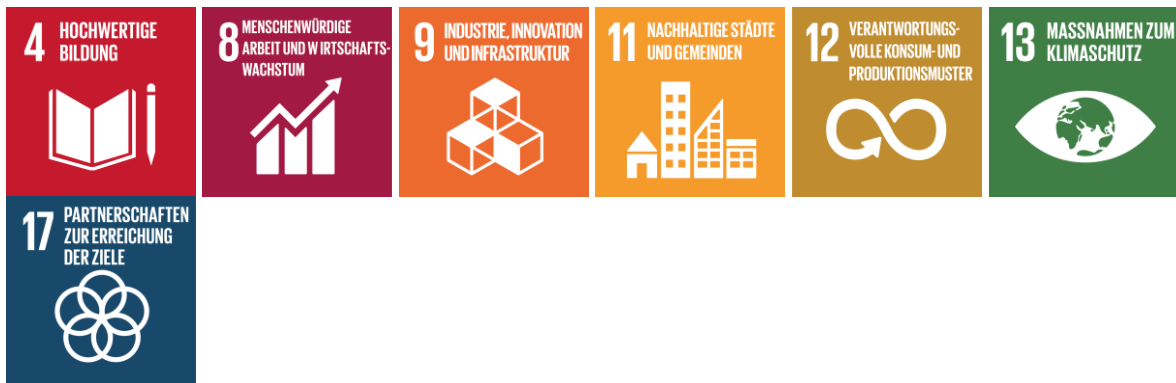 4 HOCHWERTIGE
BILDUNG
8 MENSCHENWÜRDIGE
ARBEIT UND WIRTSCHAFTS-
WACHSTUM
9 INDUSTRIE, INNOVATION
UND INFRASTRUKTUR
11 NACHHALTIGE STÄDTE
UND GEMEINDEN
12 VERANTWORTUNGS-
VOLLE KONSUM- UND
PRODUKTIONSMUSTER
13 MASSNAHMEN ZUM
KLIMASCHUTZ
17 PARTNERSCHAFTEN
ZUR ERREICHUNG
DER ZIELE